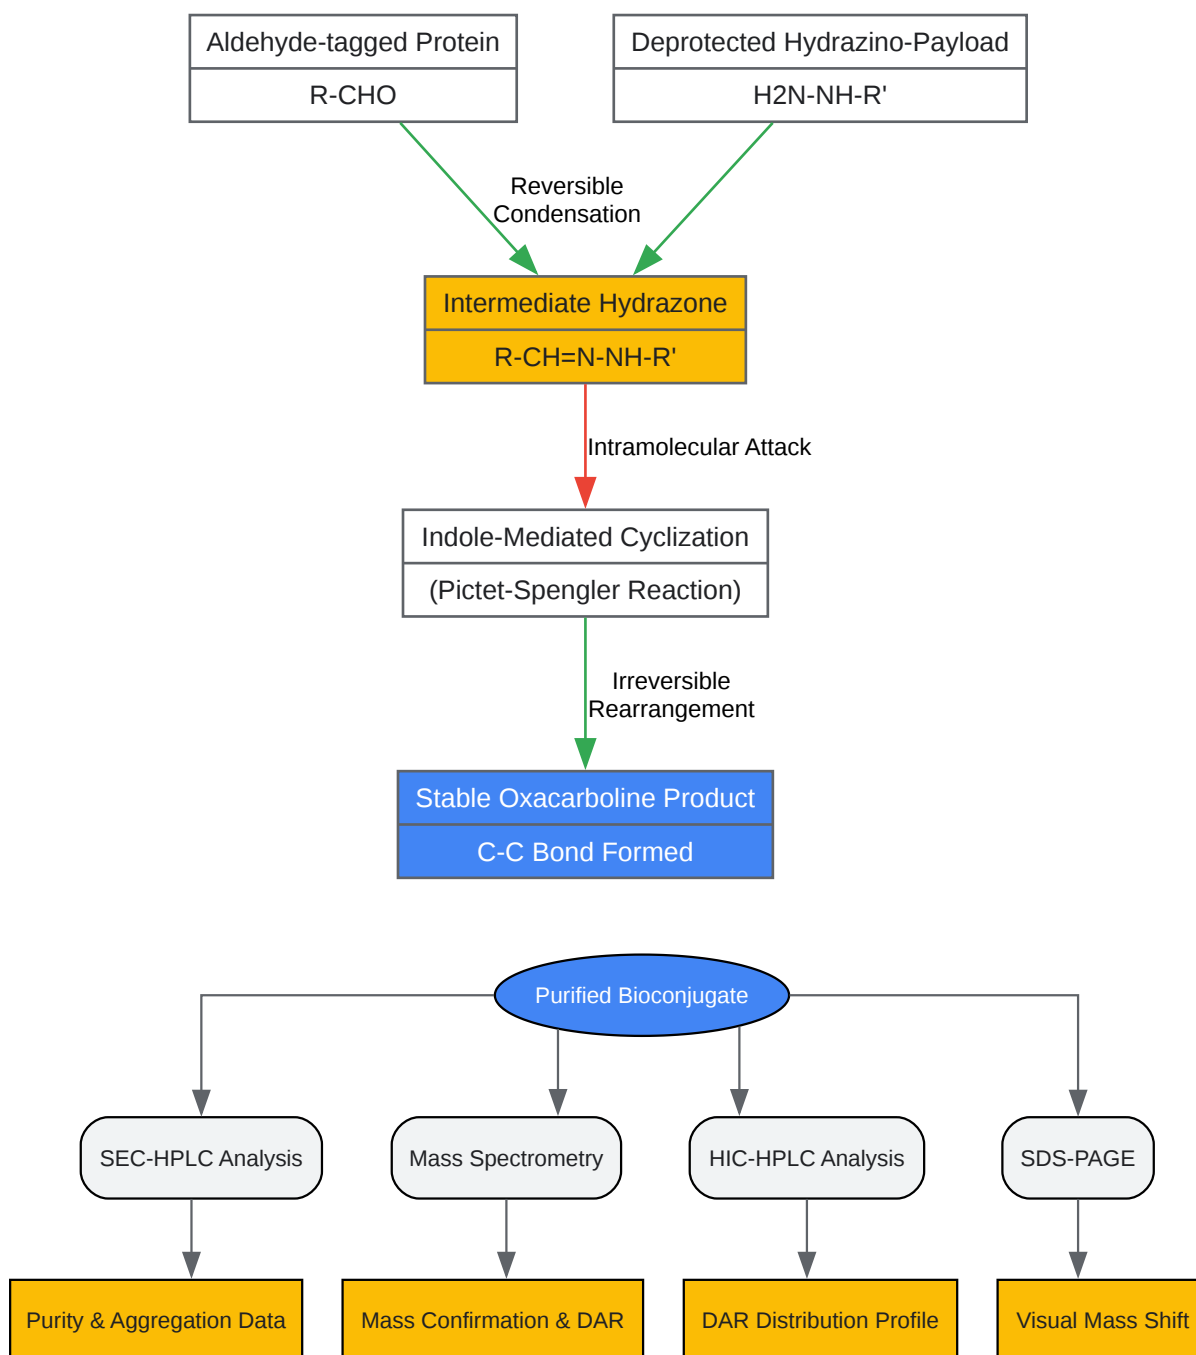 Aldehyde-tagged Protein
R-CHO
Deprotected Hydrazino-Payload
H2N-NH-R'
Reversible
Condensation
Intermediate Hydrazone
R-CH=N-NH-R'
Intramolecular Attack
Indole-Mediated Cyclization
(Pictet-Spengler Reaction)
Irreversible
Rearrangement
Stable Oxacarboline Product
C-C Bond Formed
Purified Bioconjugate
SEC-HPLC Analysis
Mass Spectrometry
HIC-HPLC Analysis
SDS-PAGE
Purity & Aggregation Data
Mass Confirmation & DAR
DAR Distribution Profile
Visual Mass Shift